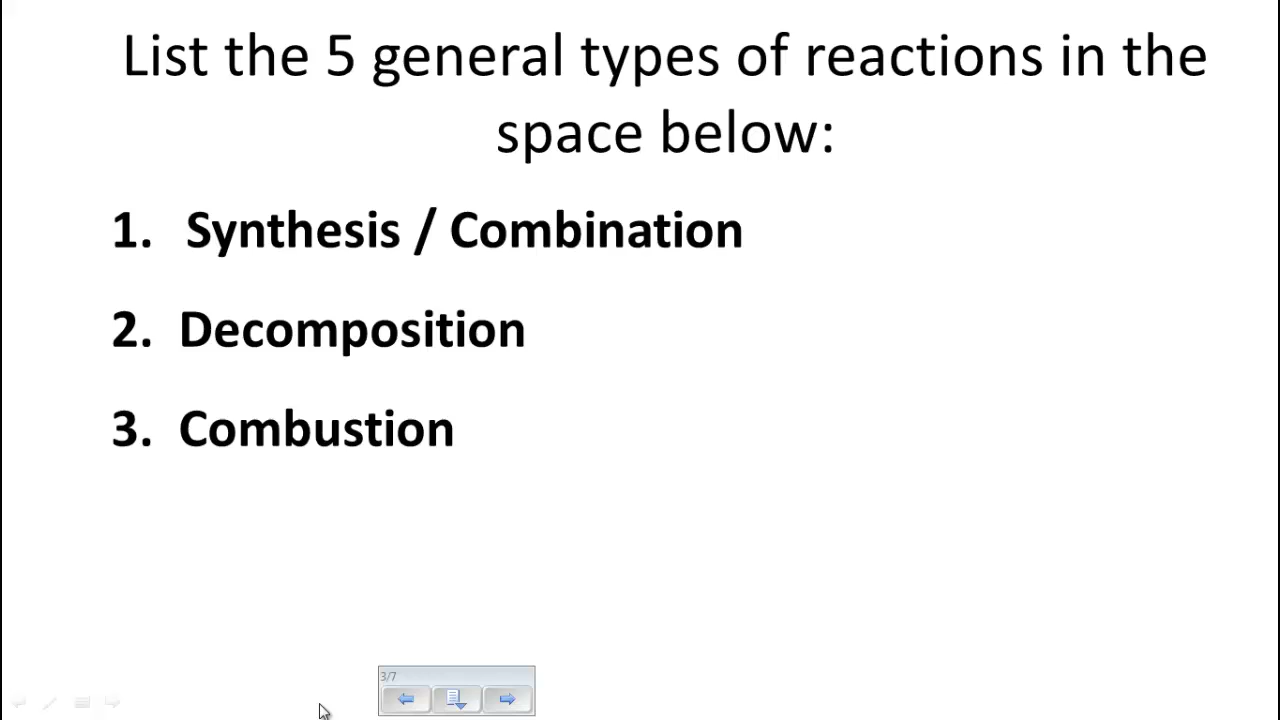 List the 5 general types of reactions in the
space below:
1. Synthesis / Combination
2. Decomposition
3. Combustion
3/7